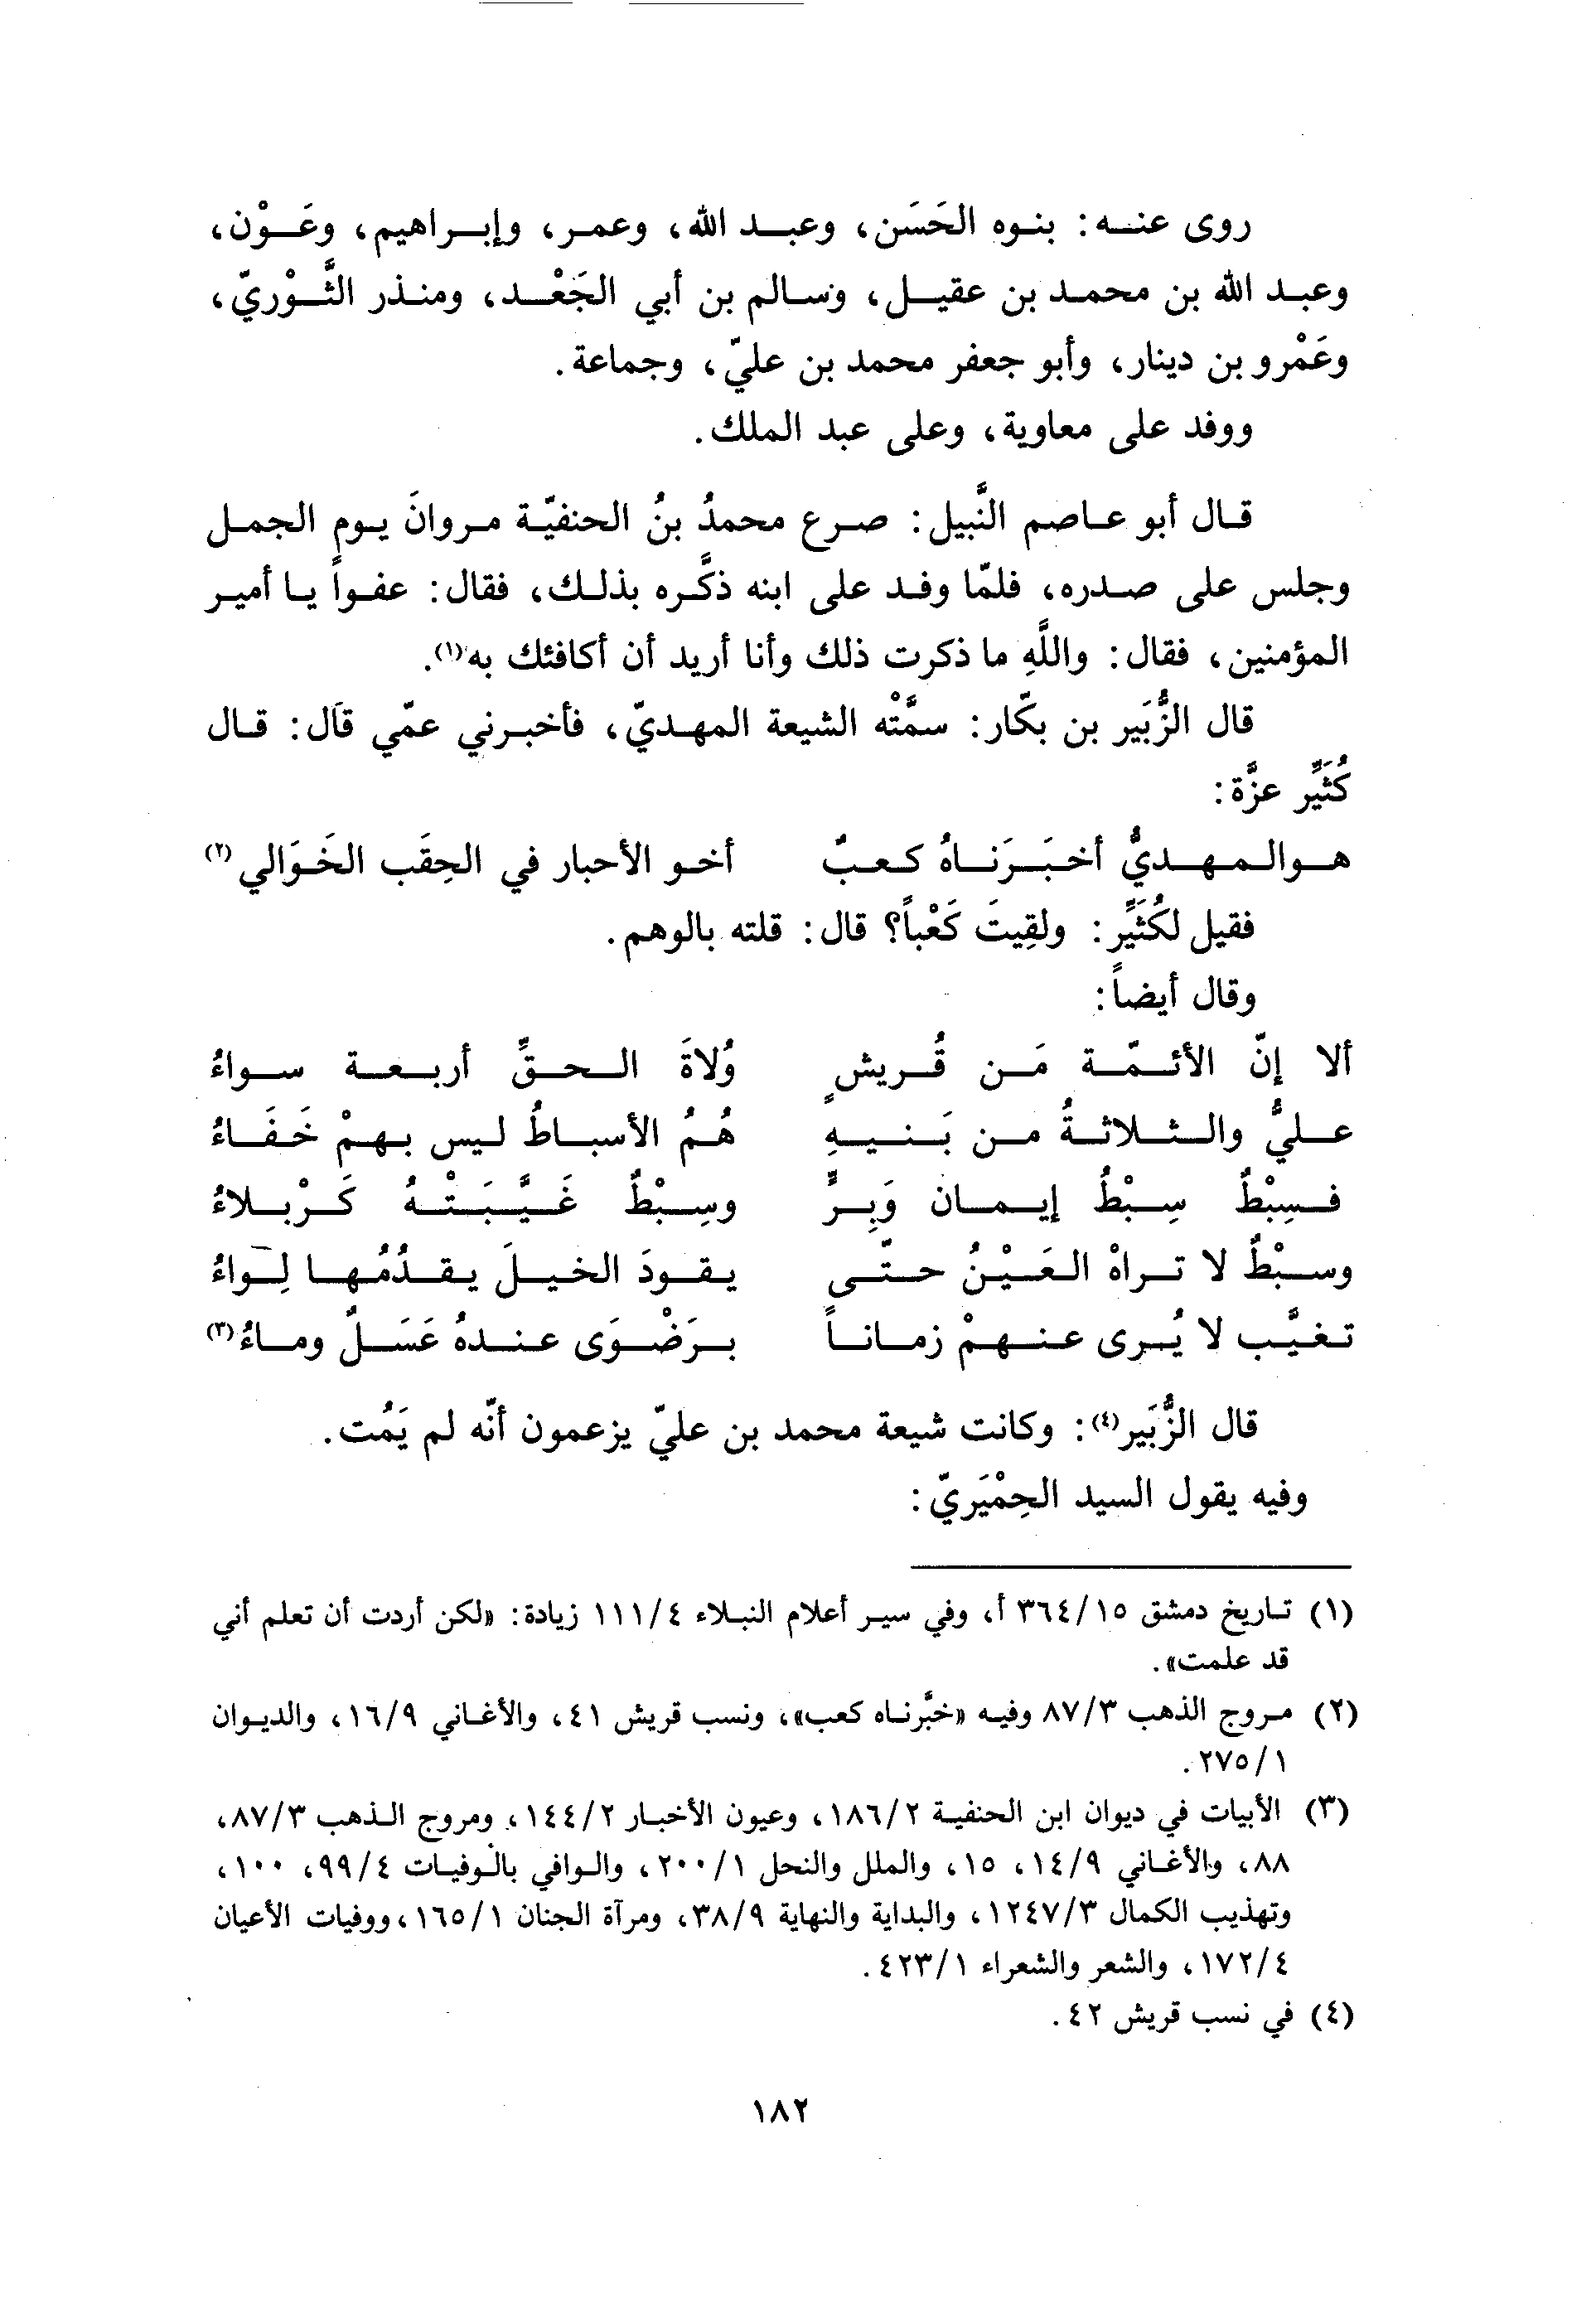 روى عنه: بنوه الحَسَن، وعبد الله، وعمر، وإبراهيم، وعَوْن،
وعبد الله بن محمد بن عقيل، وسالم بن أبي الجَعْد، ومنذر الثَّوْريّ،
وعَمْرو بن دينار، وأبو جعفر محمد بن عليّ، وجماعة.
ووفد على معاوية، وعلى عبد الملك.
قال أبو عاصم النَّبيل: صرع محمدُ بنُ الحنفيّة مروانَ يوم الجمل
وجلس على صدره، فلمّا وفد على ابنه ذكَّره بذلك، فقال: عفواً يا أمير
المؤمنين، فقال: واللَّهِ ما ذكرت ذلك وأنا أريد أن أكافئك به(١).
قال الزُّبَير بن بكّار: سمَّتْه الشيعة المهديّ، فأخبرني عمّي قال: قال
كُثَيِّر عزَّة:
هو المهديُّ أخبَرَناهُ كعبٌ أخو الأحبار في الحِقَب الخَوَالي(٢)
فقيل لكُثَيِّر: ولقِيتَ كَعْباً؟ قال: قلته بالوهم.
وقال أيضاً:
ألا إنّ الأئمّة مَن قُريشٍ وُلاةَ الحقِّ أربعة سواءُ
عليُّ والثلاثةُ من بَنيهِ هُمُ الأسباطُ ليس بهمْ خَفَاءُ
فسِبْطٌ سِبْطُ إيمان وَبِرٍّ وسِبْطٌ غَيَّبَتْهُ كَرْبلاءُ
وسبْطٌ لا تراهْ العَيْنُ حتّى يقودَ الخيلَ يقدُمُها لِواءُ
تغيَّب لا يُرى عنهمْ زماناً برَضْوَى عندهُ عَسَلٌ وماءُ(٣)
قال الزُّبَير(٤): وكانت شيعة محمد بن عليّ يزعمون أنّه لم يَمُت.
وفيه يقول السيد الحِمْيَريّ:
(١) تاريخ دمشق ١٥/٣٦٤ أ، وفي سير أعلام النبلاء ٤/١١١ زيادة: «لكن أردت أن تعلم أني
قد علمت».
(٢) مروج الذهب ٣/٨٧ وفيه «خبَّرناه كعب»، ونسب قريش ٤١، والأغاني ٩/١٦، والديوان
١/٢٧٥.
(٣) الأبيات في ديوان ابن الحنفية ٢/١٨٦، وعيون الأخبار ٢/١٤٤، ومروج الذهب ٣/٨٧،
٨٨، والأغاني ٩/١٤، ١٥، والملل والنحل ١/٢٠٠، والوافي بالوفيات ٤/٩٩، ١٠٠،
وتهذيب الكمال ٣/١٢٤٧، والبداية والنهاية ٩/٣٨، ومرآة الجنان ١/١٦٥، ووفيات الأعيان
٤/١٧٢، والشعر والشعراء ١/٤٢٣.
(٤) في نسب قريش ٤٢.
١٨٢